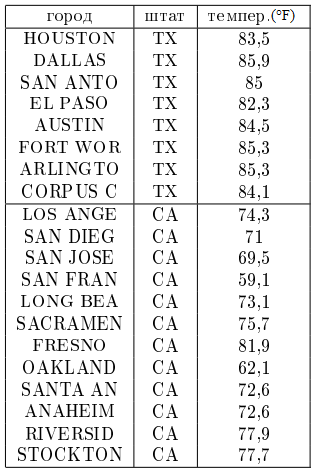 город штат темпер.(°F)
HOUSTON TX 83,5
DALLAS TX 85,9
SAN ANTO TX 85
EL PASO TX 82,3
AUSTIN TX 84,5
FORT WOR TX 85,3
ARLINGTO TX 85,3
CORPUS C TX 84,1
LOS ANGE CA 74,3
SAN DIEG CA 71
SAN JOSE CA 69,5
SAN FRAN CA 59,1
LONG BEA CA 73,1
SACRAMEN CA 75,7
FRESNO CA 81,9
OAKLAND CA 62,1
SANTA AN CA 72,6
ANAHEIM CA 72,6
RIVERSID CA 77,9
STOCKTON CA 77,7